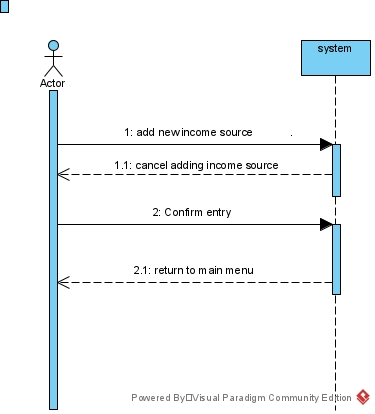 system
Actor
1: add newincome source .
1.1: cancel adding income source
2: Confirm entry
2.1: return to main menu
Powered By Visual Paradigm Community Edition